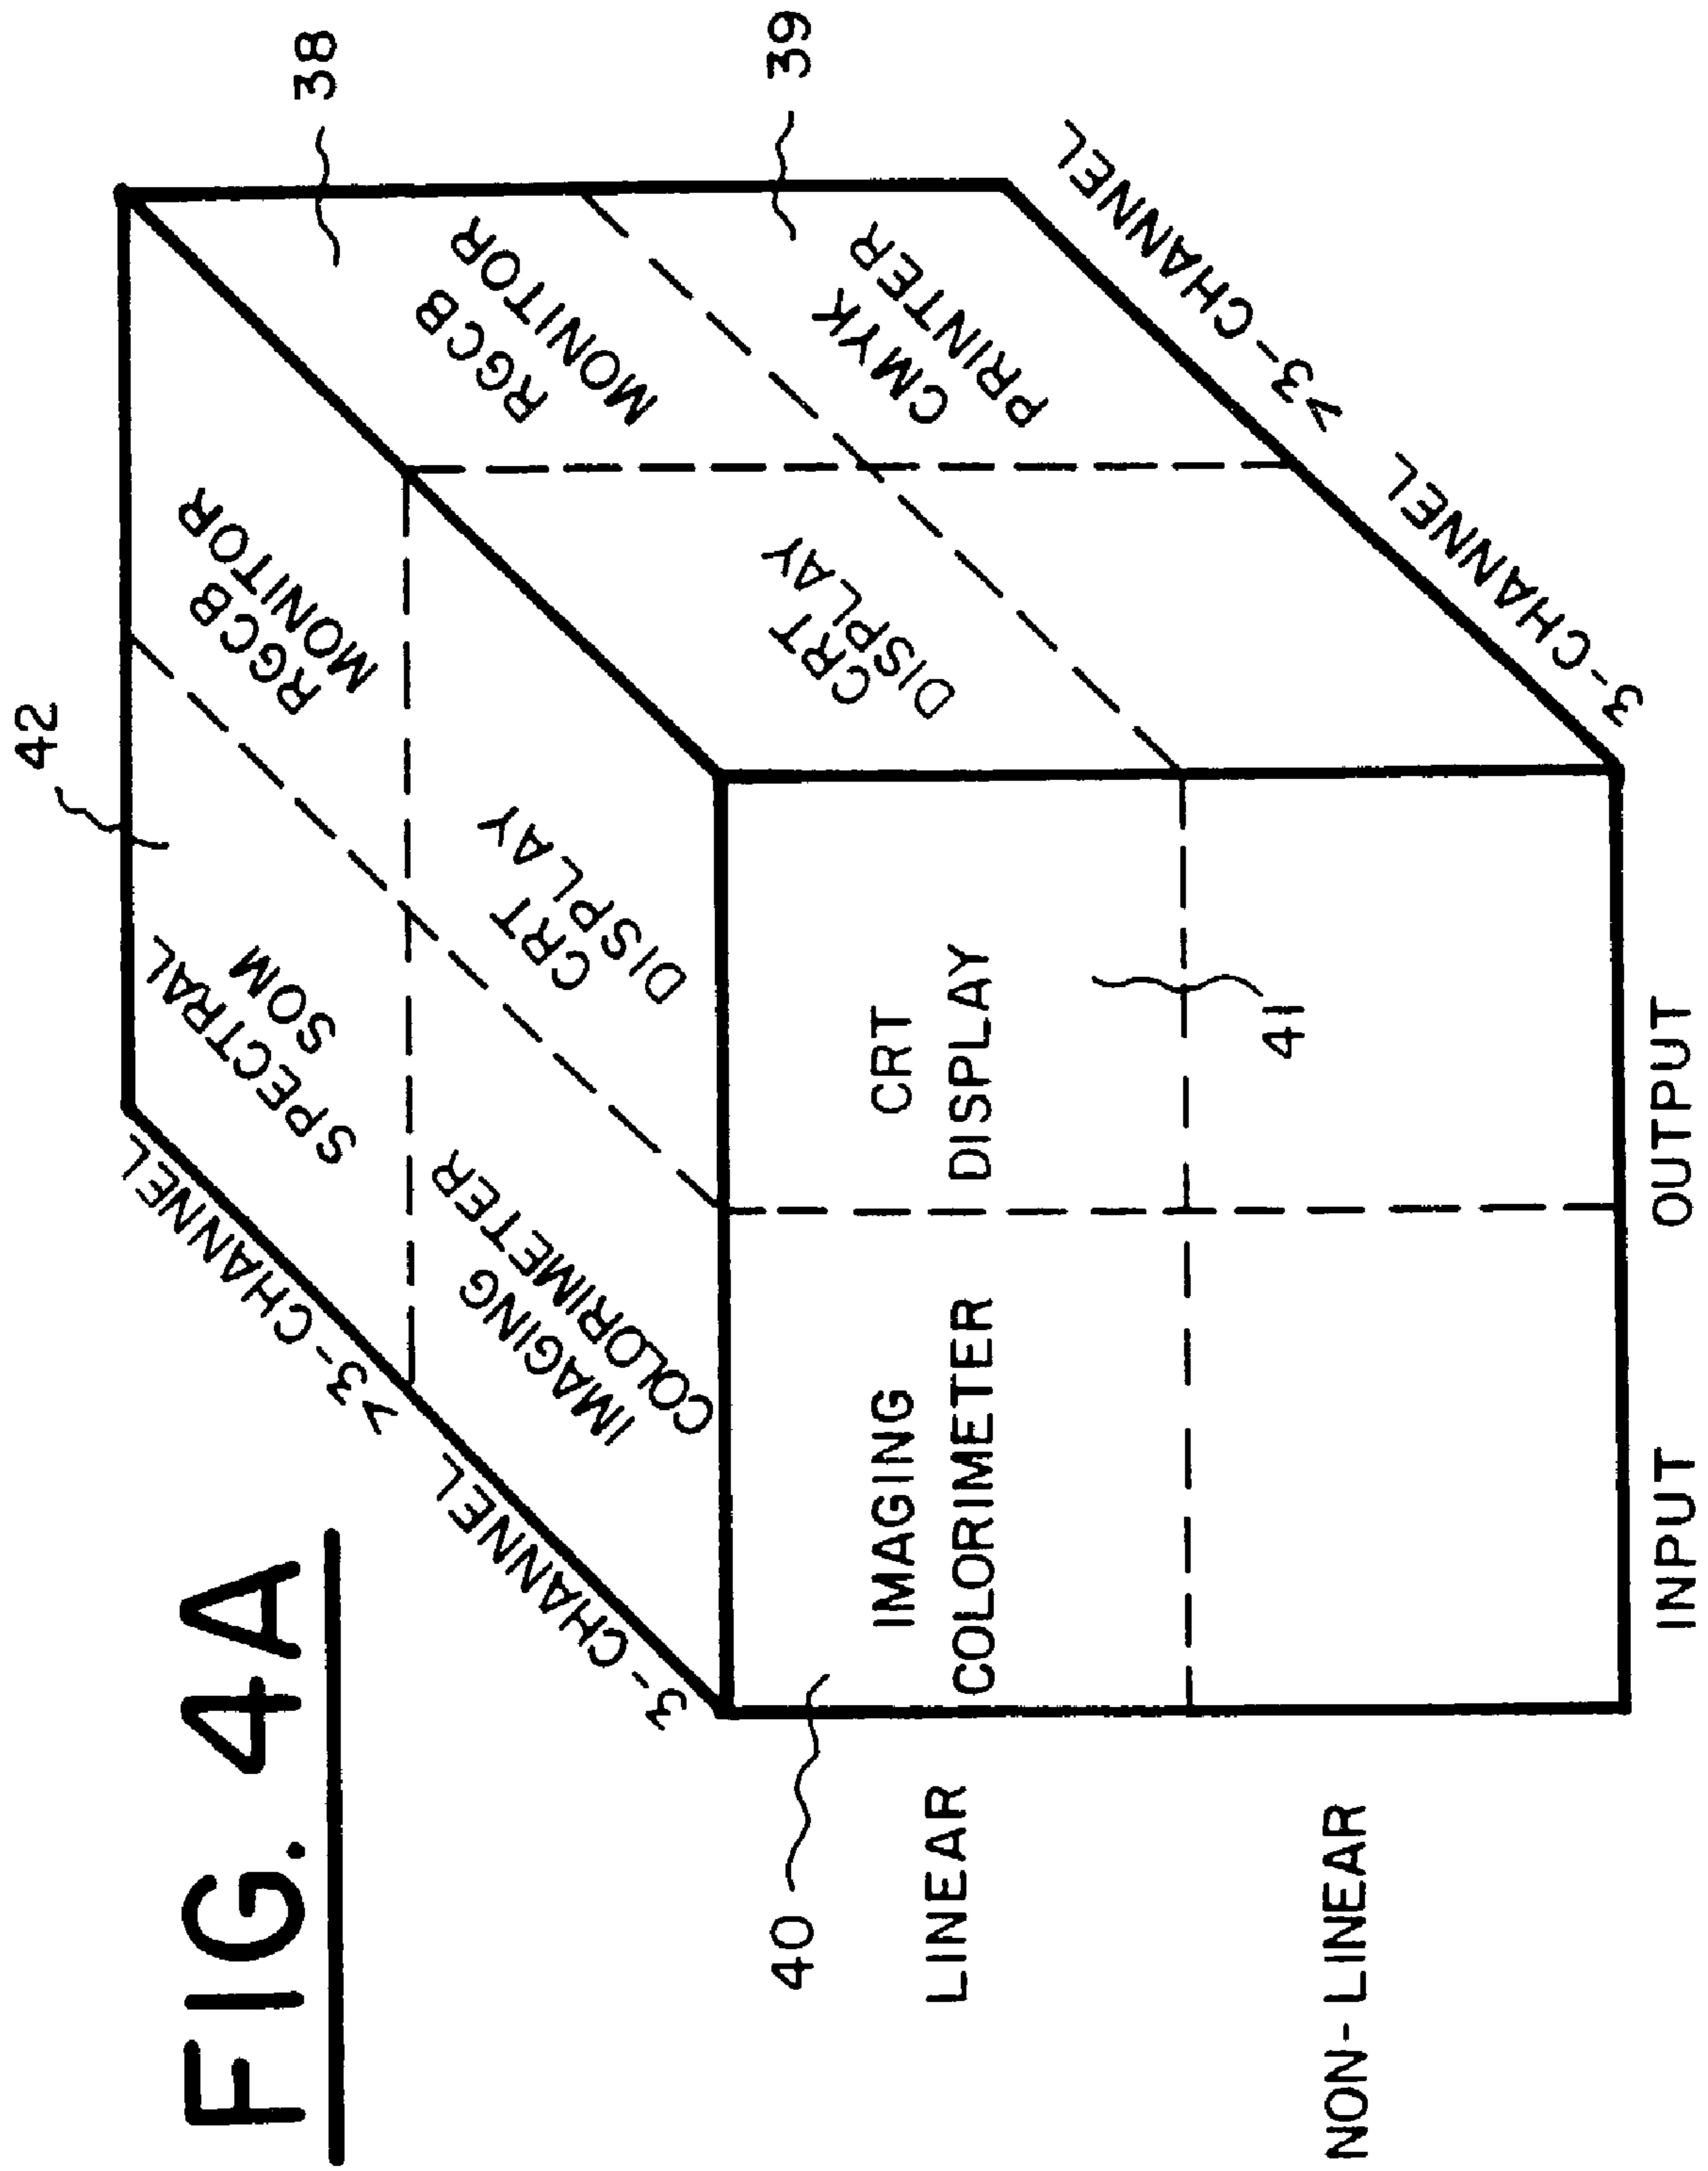 FIG. 4A
42
38
39
40
41
>3-CHANNEL
3-CHANNEL
SPECTRAL
SOM
RGCB
MONITOR
IMAGING
COLORIMETER
CRT
DISPLAY
RGCB
MONITOR
CMYK
PRINTER
CRT
DISPLAY
LINEAR
NON-LINEAR
IMAGING
COLORIMETER
CRT
DISPLAY
INPUT
OUTPUT
3-CHANNEL
>3-CHANNEL